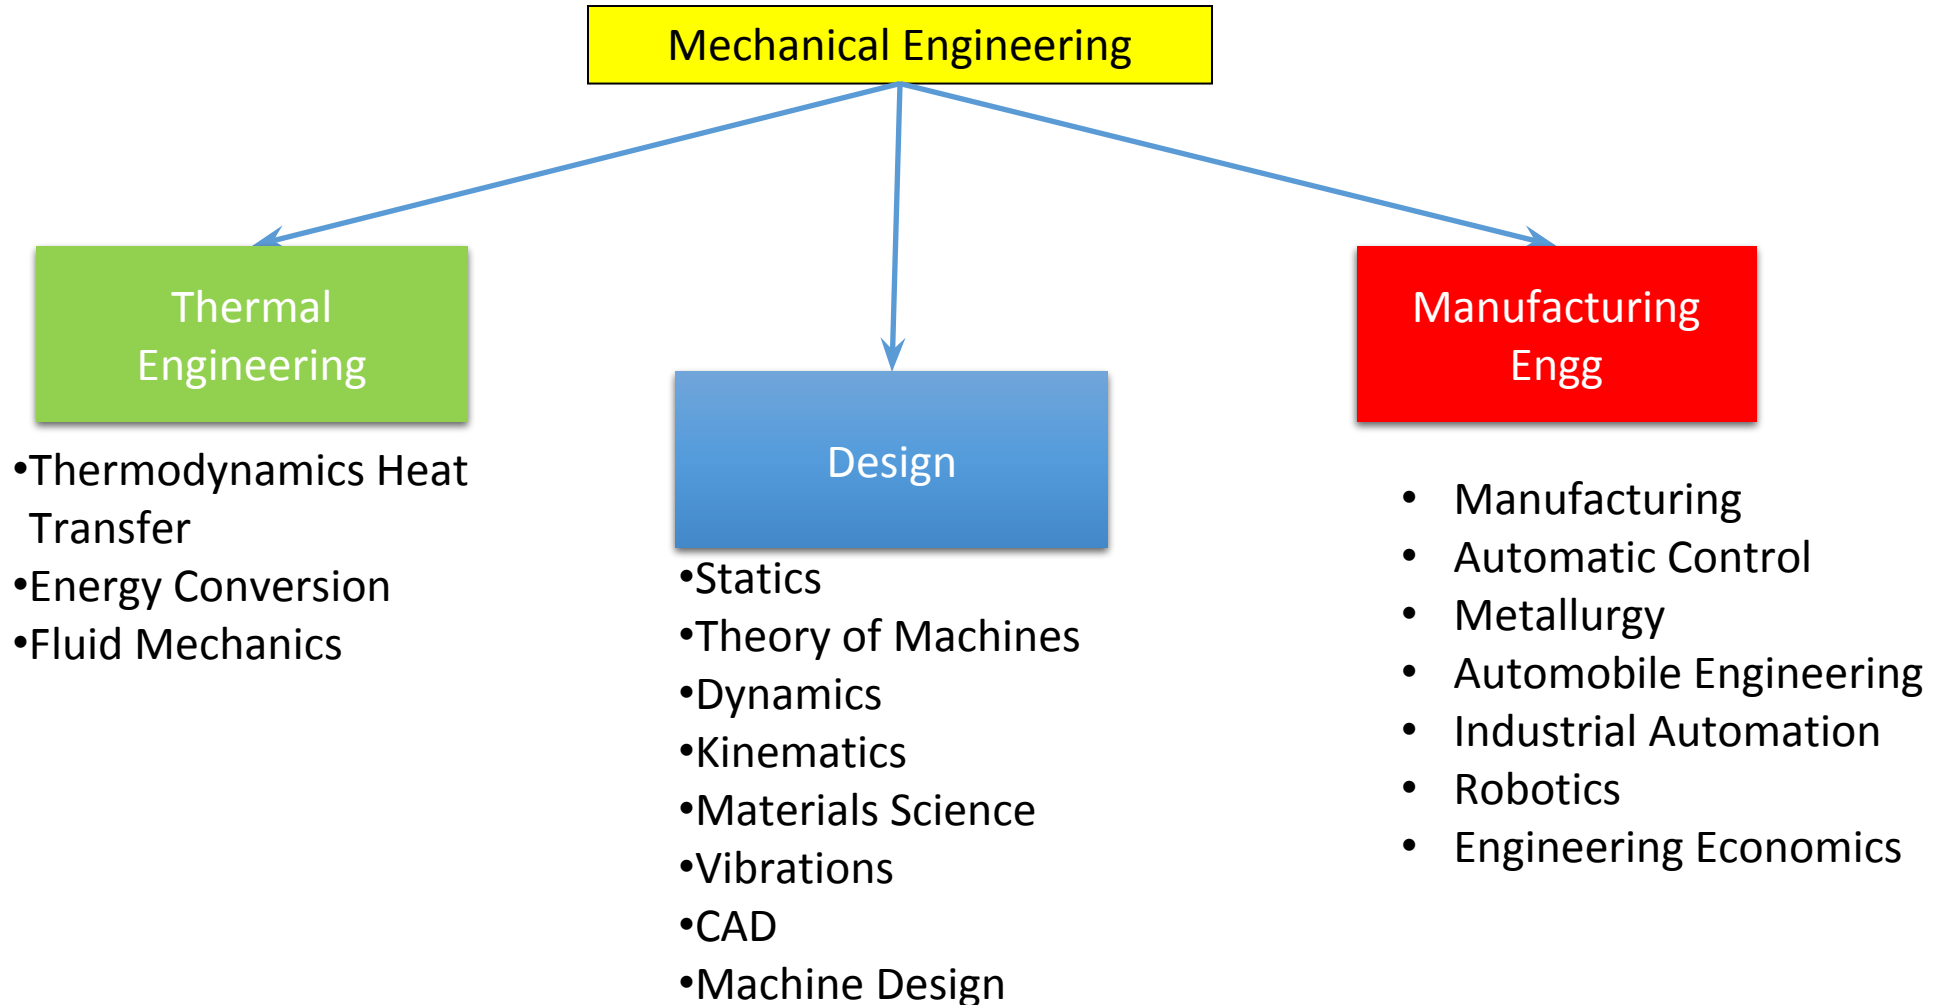 Mechanical Engineering
Thermal
Engineering
•Thermodynamics Heat
Transfer
•Energy Conversion
•Fluid Mechanics
Design
•Statics
•Theory of Machines
•Dynamics
•Kinematics
•Materials Science
•Vibrations
•CAD
•Machine Design
Manufacturing
Engg
• Manufacturing
• Automatic Control
• Metallurgy
• Automobile Engineering
• Industrial Automation
• Robotics
• Engineering Economics